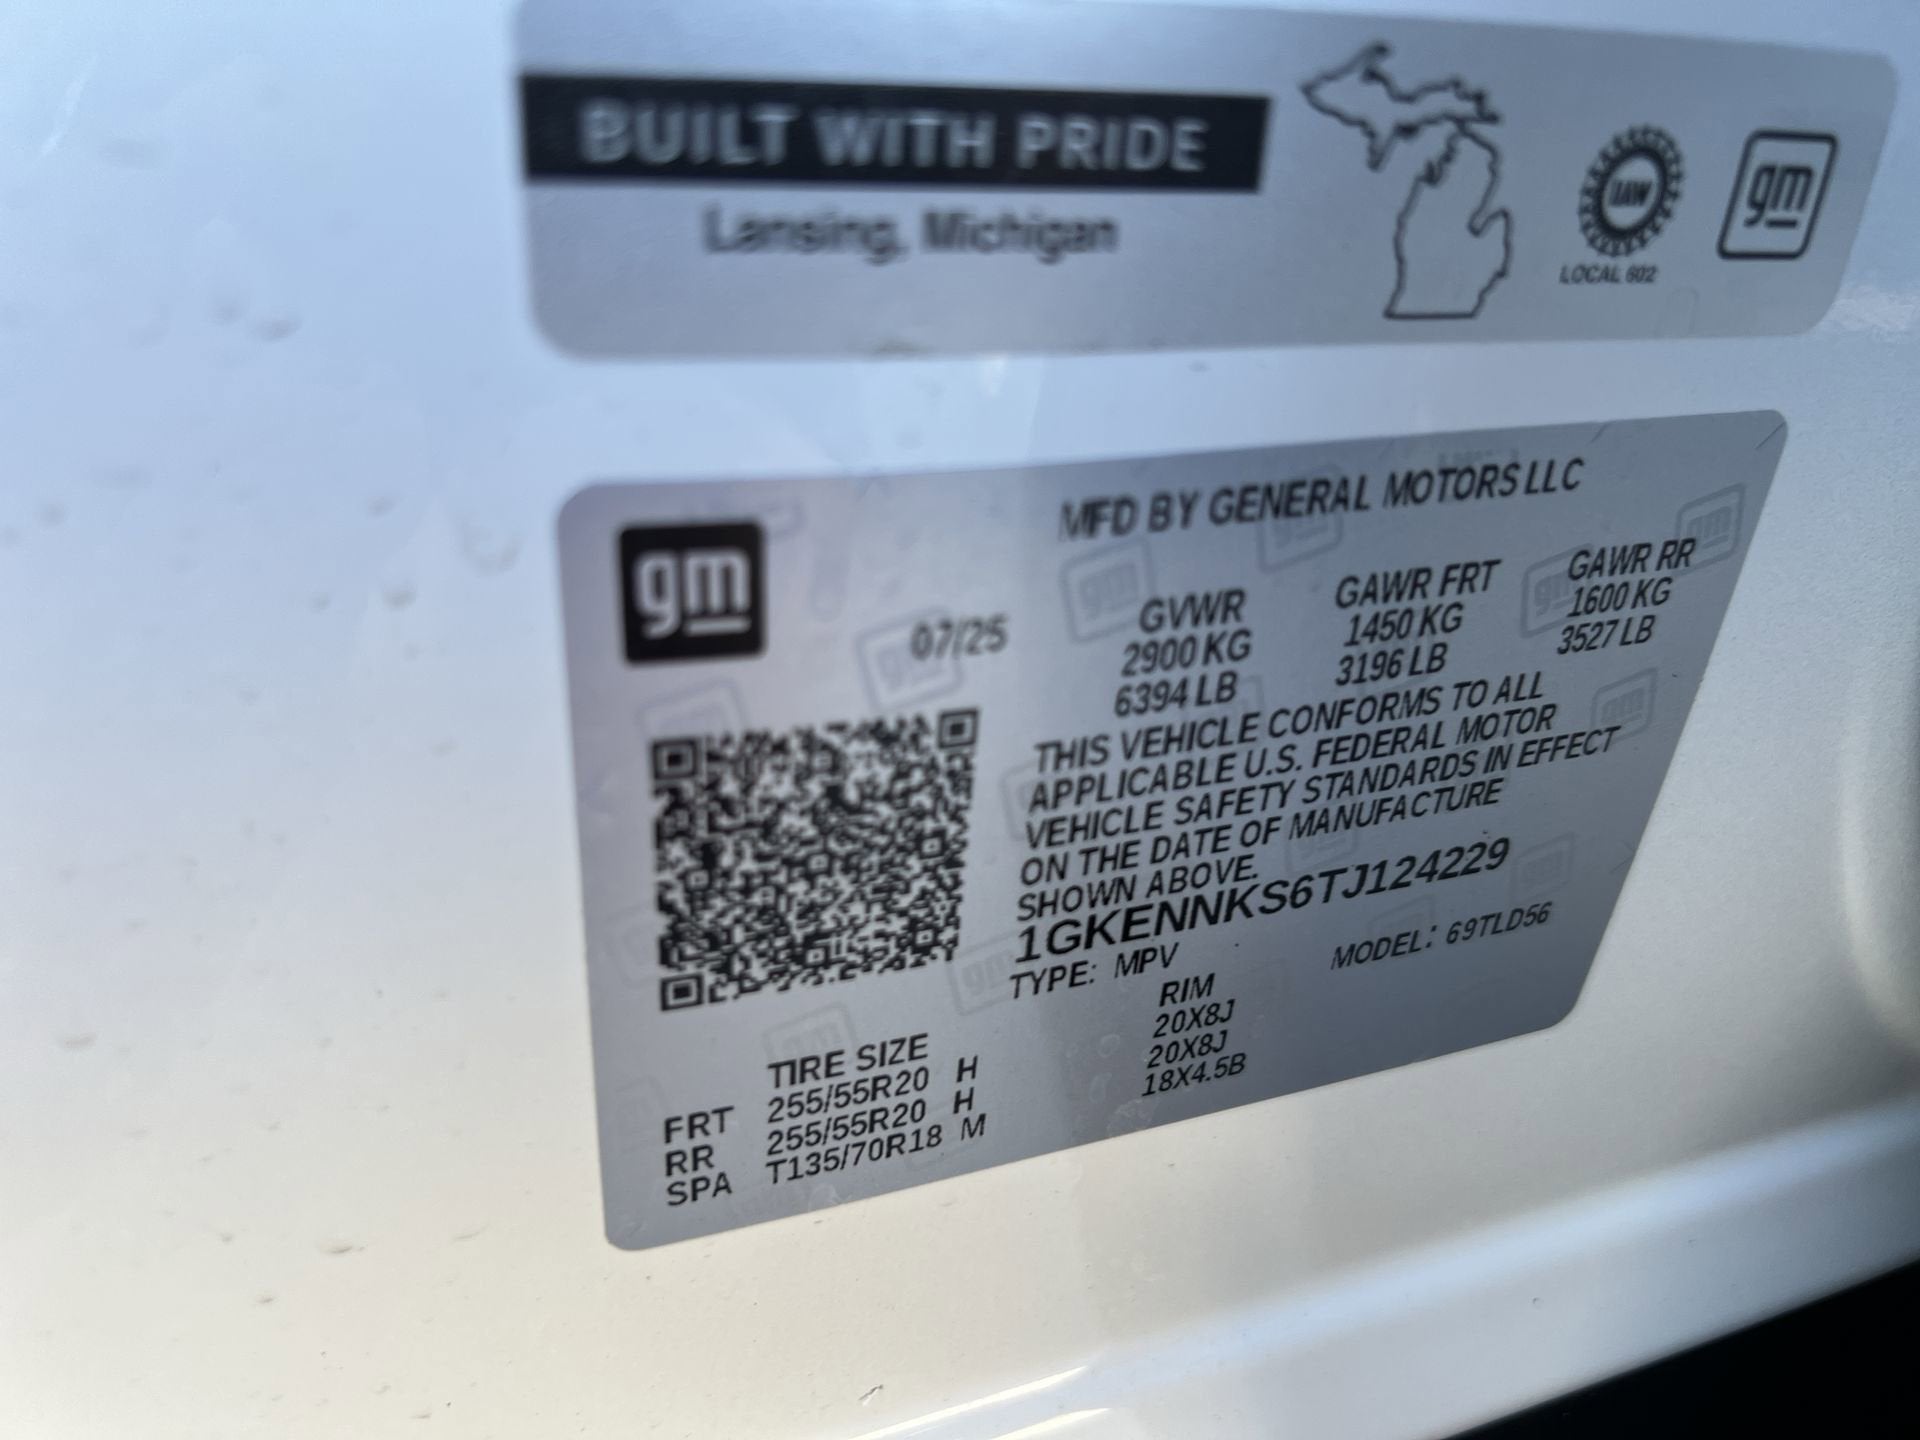 BUILT WITH PRIDE
Lansing, Michigan
UAW
LOCAL 602
gm
gm
MFD BY GENERAL MOTORS LLC
07/25
GVWR GAWR FRT GAWR RR
2900 KG 1450 KG 1600 KG
6394 LB 3196 LB 3527 LB
THIS VEHICLE CONFORMS TO ALL
APPLICABLE U.S. FEDERAL MOTOR
VEHICLE SAFETY STANDARDS IN EFFECT
ON THE DATE OF MANUFACTURE
SHOWN ABOVE.
1GKENNKS6TJ124229
TYPE: MPV MODEL: 69TLD56
TIRE SIZE RIM
FRT 255/55R20 H 20X8J
RR 255/55R20 H 20X8J
SPA T135/70R18 M 18X4.5B